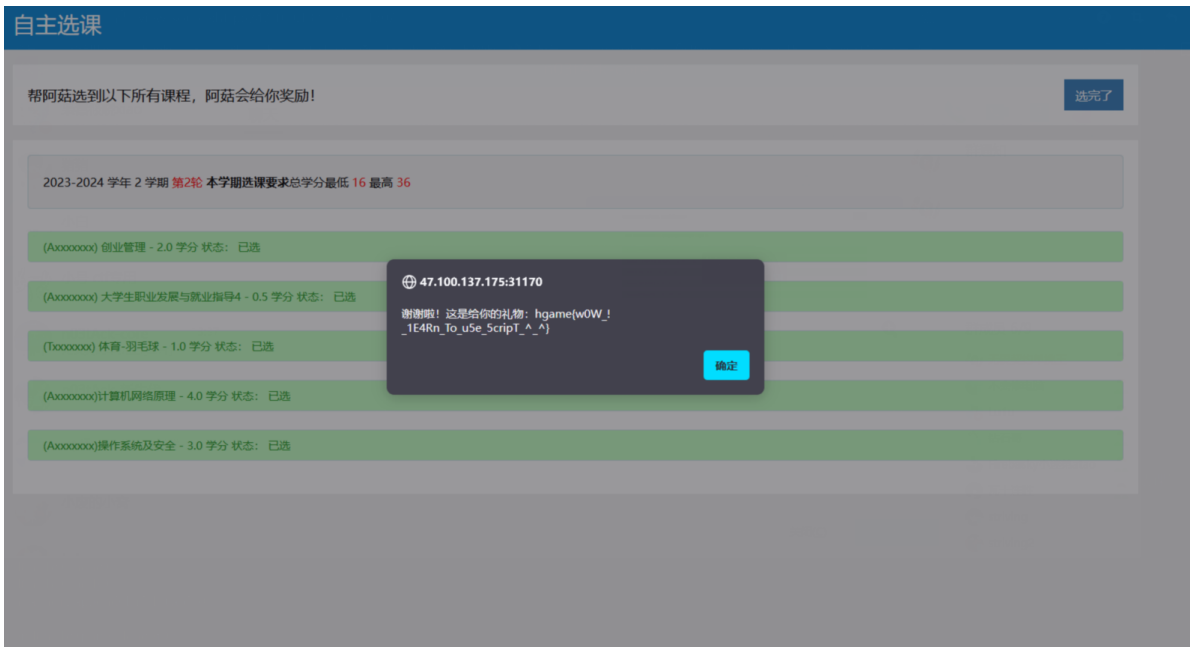 自主选课
帮阿菇选到以下所有课程，阿菇会给你奖励！
选完了
2023-2024 学年 2 学期 第2轮 本学期选课要求总学分最低 16 最高 36
(Axxxxxxx) 创业管理 - 2.0 学分 状态： 已选
47.100.137.175:31170
(Axxxxxxx) 大学生职业发展与就业指导4 - 0.5 学分 状态： 已选
谢谢啦！这是给你的礼物：hgame{w0W_!
_1E4Rn_To_u5e_5cripT_^_^}
(Txxxxxxx) 体育-羽毛球 - 1.0 学分 状态： 已选
确定
(Axxxxxxx)计算机网络原理 - 4.0 学分 状态： 已选
(Axxxxxxx)操作系统及安全 - 3.0 学分 状态： 已选